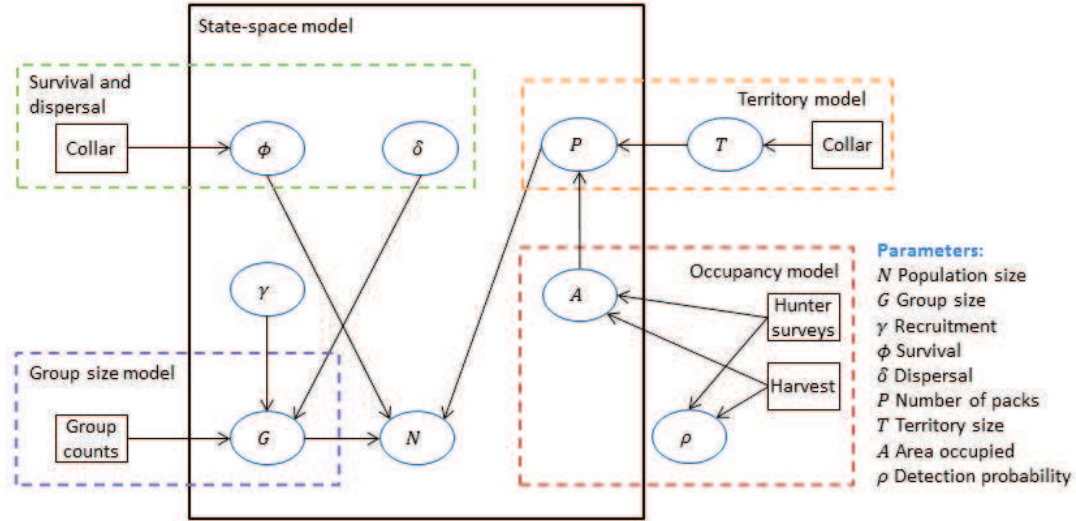 State-space model
Survival and
dispersal
Collar
ϕ
δ
Territory model
P
T
Collar
γ
Occupancy model
A
Hunter
surveys
Harvest
ρ
Group size model
Group
counts
G
N
Parameters:
N Population size
G Group size
γ Recruitment
ϕ Survival
δ Dispersal
P Number of packs
T Territory size
A Area occupied
ρ Detection probability